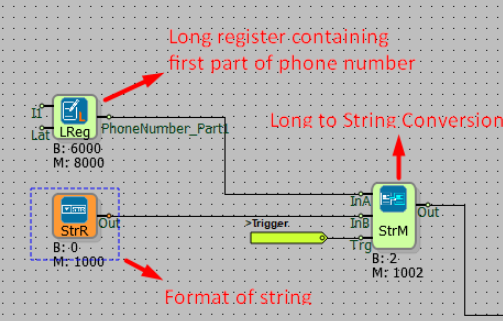 Long register containing
first part of phone number
I1
Lat
LReg
PhoneNumber_Part1
B: 6000
M: 8000
Long to String Conversion
StrR
Out
B: 0
M: 1000
>Trigger
InA
InB
Trg
StrM
Out
B: 2
M: 1002
Format of string